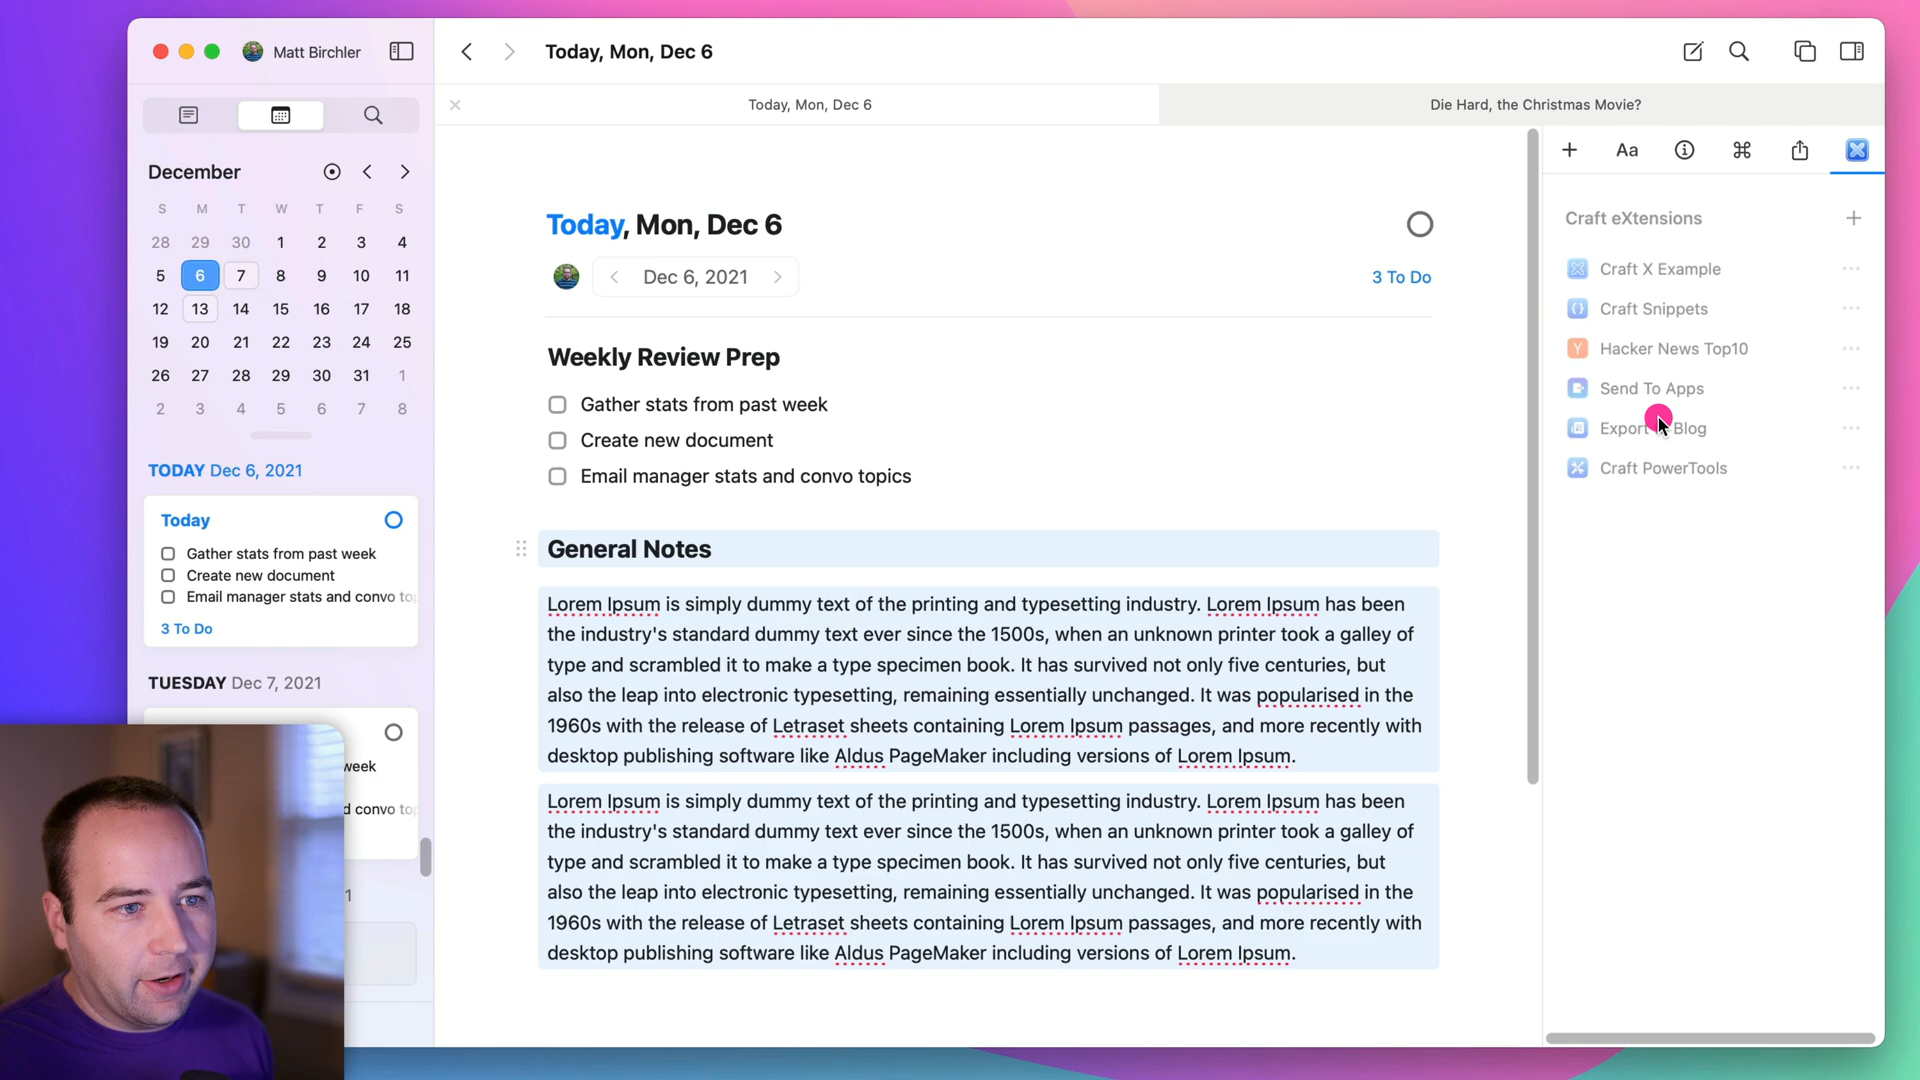 Matt Birchler
Today, Mon, Dec 6
Today, Mon, Dec 6
Die Hard, the Christmas Movie?
December
S M T W T F S
28 29 30 1 2 3 4
5 6 7 8 9 10 11
12 13 14 15 16 17 18
19 20 21 22 23 24 25
26 27 28 29 30 31 1
2 3 4 5 6 7 8
TODAY Dec 6, 2021
Today
Gather stats from past week
Create new document
Email manager stats and convo to
3 To Do
TUESDAY Dec 7, 2021
week
d convo to
1
Today, Mon, Dec 6
Dec 6, 2021
3 To Do
Weekly Review Prep
Gather stats from past week
Create new document
Email manager stats and convo topics
General Notes
Lorem Ipsum is simply dummy text of the printing and typesetting industry. Lorem Ipsum has been
the industry's standard dummy text ever since the 1500s, when an unknown printer took a galley of
type and scrambled it to make a type specimen book. It has survived not only five centuries, but
also the leap into electronic typesetting, remaining essentially unchanged. It was popularised in the
1960s with the release of Letraset sheets containing Lorem Ipsum passages, and more recently with
desktop publishing software like Aldus PageMaker including versions of Lorem Ipsum.
Lorem Ipsum is simply dummy text of the printing and typesetting industry. Lorem Ipsum has been
the industry's standard dummy text ever since the 1500s, when an unknown printer took a galley of
type and scrambled it to make a type specimen book. It has survived not only five centuries, but
also the leap into electronic typesetting, remaining essentially unchanged. It was popularised in the
1960s with the release of Letraset sheets containing Lorem Ipsum passages, and more recently with
desktop publishing software like Aldus PageMaker including versions of Lorem Ipsum.
Aa
Craft eXtensions
Craft X Example
Craft Snippets
Y Hacker News Top10
Send To Apps
Export Blog
Craft PowerTools